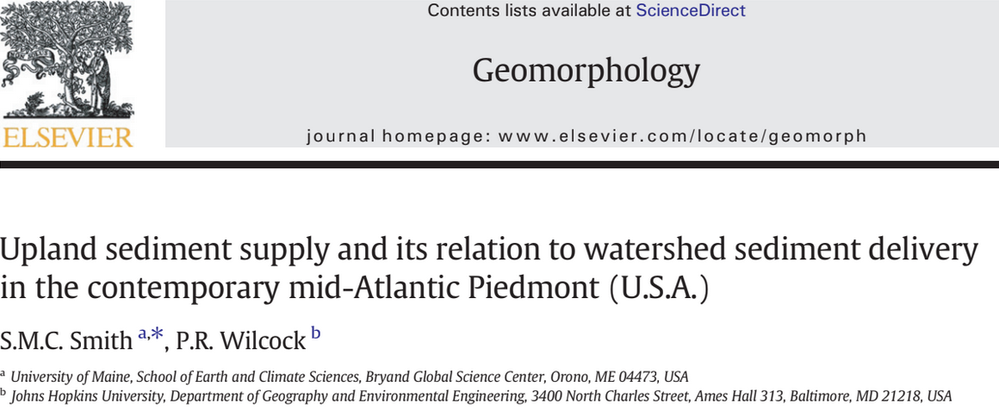 Contents lists available at ScienceDirect
Geomorphology
ELSEVIER
journal homepage: www.elsevier.com/locate/geomorph
Upland sediment supply and its relation to watershed sediment delivery
in the contemporary mid-Atlantic Piedmont (U.S.A.)
S.M.C. Smith a,*, P.R. Wilcock b
a University of Maine, School of Earth and Climate Sciences, Bryand Global Science Center, Orono, ME 04473, USA
b Johns Hopkins University, Department of Geography and Environmental Engineering, 3400 North Charles Street, Ames Hall 313, Baltimore, MD 21218, USA